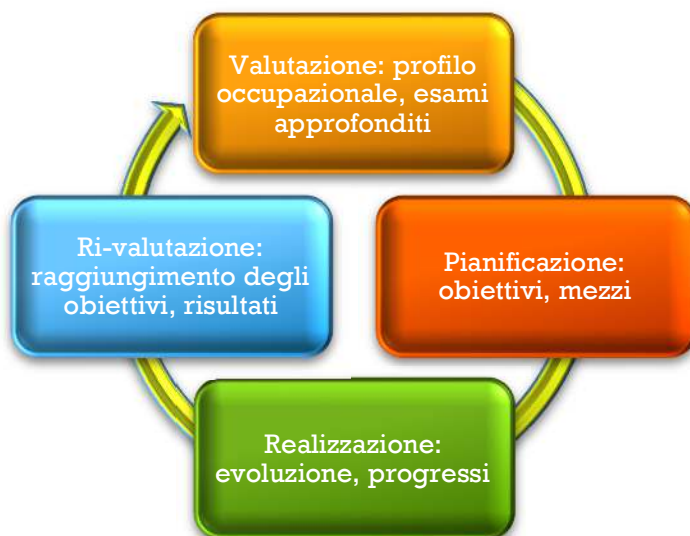 Valutazione: profilo
occupazionale, esami
approfonditi
Pianificazione:
obiettivi, mezzi
Realizzazione:
evoluzione, progressi
Ri-valutazione:
raggiungimento degli
obiettivi, risultati